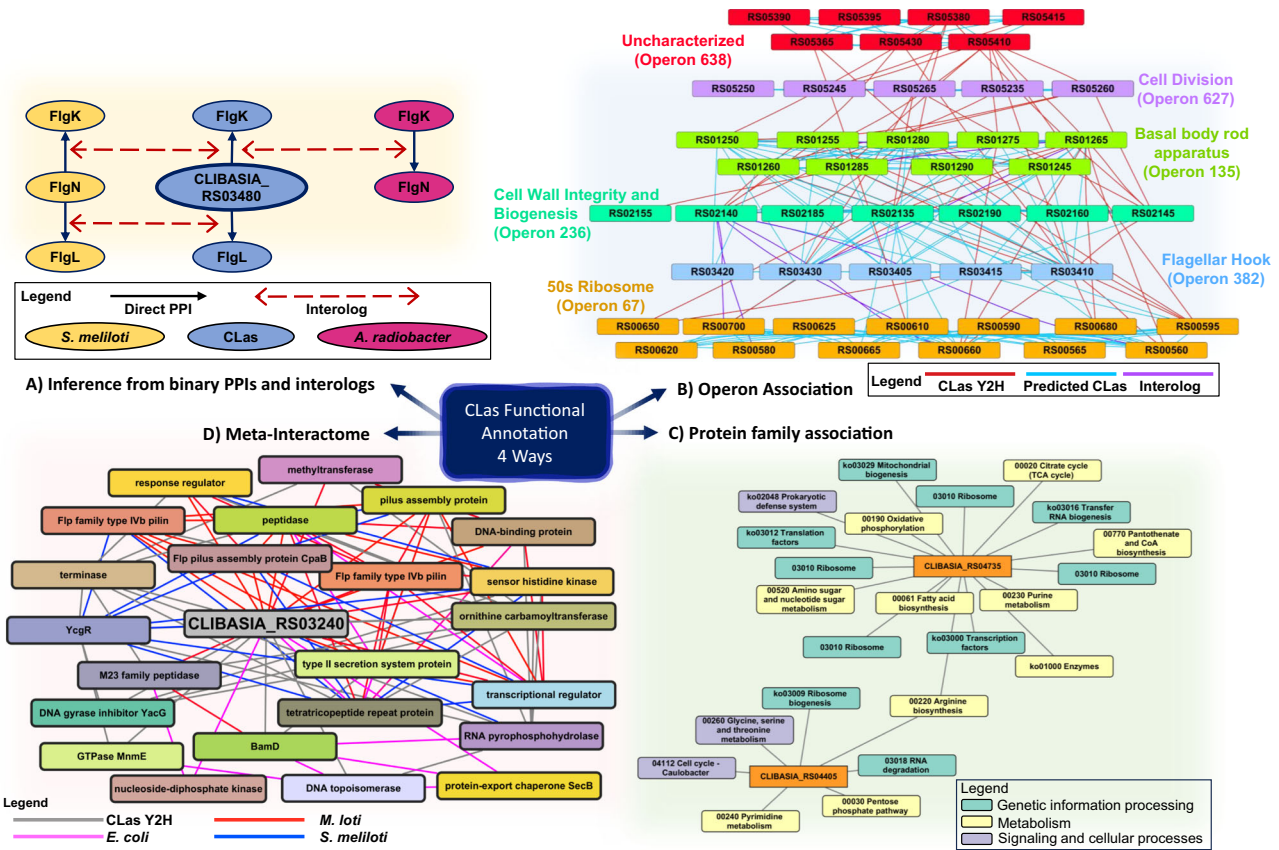 FlgK
FlgK
FlgK
FlgN
CLIBASIA_
RS03480
FlgN
FlgL
FlgL
Legend
Direct PPI
Interolog
S. meliloti
CLas
A. radiobacter
A) Inference from binary PPIs and interologs
RS05390
RS05395
RS05380
RS05415
Uncharacterized
(Operon 638)
RS05365
RS05430
RS05410
RS05250
RS05245
RS05265
RS05235
RS05260
Cell Division
(Operon 627)
RS01250
RS01255
RS01280
RS01275
RS01265
Basal body rod
apparatus
(Operon 135)
RS01260
RS01285
RS01290
RS01245
Cell Wall Integrity and
Biogenesis
(Operon 236)
RS02155
RS02140
RS02185
RS02135
RS02190
RS02160
RS02145
RS03420
RS03430
RS03405
RS03415
RS03410
Flagellar Hook
(Operon 382)
50s Ribosome
(Operon 67)
RS00650
RS00700
RS00625
RS00610
RS00590
RS00680
RS00595
RS00620
RS00580
RS00665
RS00660
RS00565
RS00560
Legend
CLas Y2H
Predicted CLas
Interolog
B) Operon Association
CLas Functional
Annotation
4 Ways
D) Meta-Interactome
C) Protein family association
methyltransferase
response regulator
pilus assembly protein
Flp family type IVb pilin
peptidase
DNA-binding protein
Flp pilus assembly protein CpaB
terminase
Flp family type IVb pilin
sensor histidine kinase
ornithine carbamoyltransferase
YcgR
CLIBASIA_RS03240
M23 family peptidase
type II secretion system protein
transcriptional regulator
DNA gyrase inhibitor YacG
tetratricopeptide repeat protein
RNA pyrophosphohydrolase
GTPase MnmE
BamD
nucleoside-diphosphate kinase
DNA topoisomerase
protein-export chaperone SecB
Legend
CLas Y2H
M. loti
E. coli
S. meliloti
ko03029 Mitochondrial
biogenesis
00020 Citrate cycle
(TCA cycle)
ko02048 Prokaryotic
defense system
03010 Ribosome
ko03016 Transfer
RNA biogenesis
00190 Oxidative
phosphorylation
ko03012 Translation
factors
00770 Pantothenate
and CoA
biosynthesis
03010 Ribosome
CLIBASIA_RS04735
03010 Ribosome
00520 Amino sugar
and nucleotide sugar
metabolism
00061 Fatty acid
biosynthesis
00230 Purine
metabolism
03010 Ribosome
ko03000 Transcription
factors
ko01000 Enzymes
ko03009 Ribosome
biogenesis
00220 Arginine
biosynthesis
00260 Glycine, serine
and threonine
metabolism
04112 Cell cycle -
Caulobacter
CLIBASIA_RS04405
03018 RNA
degradation
00240 Pyrimidine
metabolism
00030 Pentose
phosphate pathway
Legend
Genetic information processing
Metabolism
Signaling and cellular processes